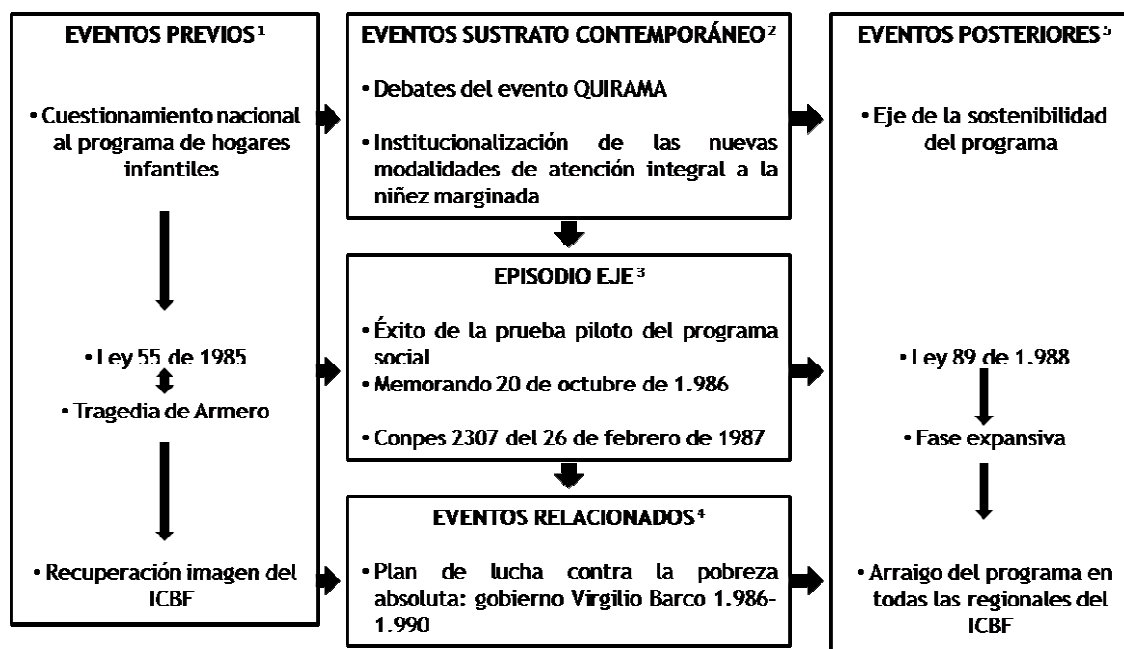 EVENTOS PREVIOS¹
• Cuestionamiento nacional
al programa de hogares
infantiles
• Ley 55 de 1985
• Tragedia de Armero
• Recuperación imagen del
ICBF
EVENTOS SUSTRATO CONTEMPORÁNEO²
• Debates del evento QUIRAMA
• Institucionalización de las nuevas
modalidades de atención integral a la
niñez marginada
EPISODIO EJE³
• Éxito de la prueba piloto del programa
social
• Memorando 20 de octubre de 1.986
• Conpes 2307 del 26 de febrero de 1987
EVENTOS RELACIONADOS⁴
• Plan de lucha contra la pobreza
absoluta: gobierno Virgilio Barco 1.986-
1.990
EVENTOS POSTERIORES⁵
• Eje de la sostenibilidad
del programa
• Ley 89 de 1.988
• Fase expansiva
• Arraigo del programa en
todas las regionales del
ICBF